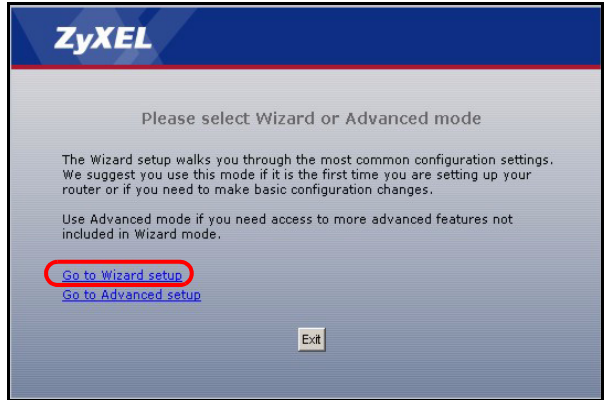 ZyXEL
Please select Wizard or Advanced mode
The Wizard setup walks you through the most common configuration settings.
We suggest you use this mode if it is the first time you are setting up your
router or if you need to make basic configuration changes.
Use Advanced mode if you need access to more advanced features not
included in Wizard mode.
Go to Wizard setup
Go to Advanced setup
Exit